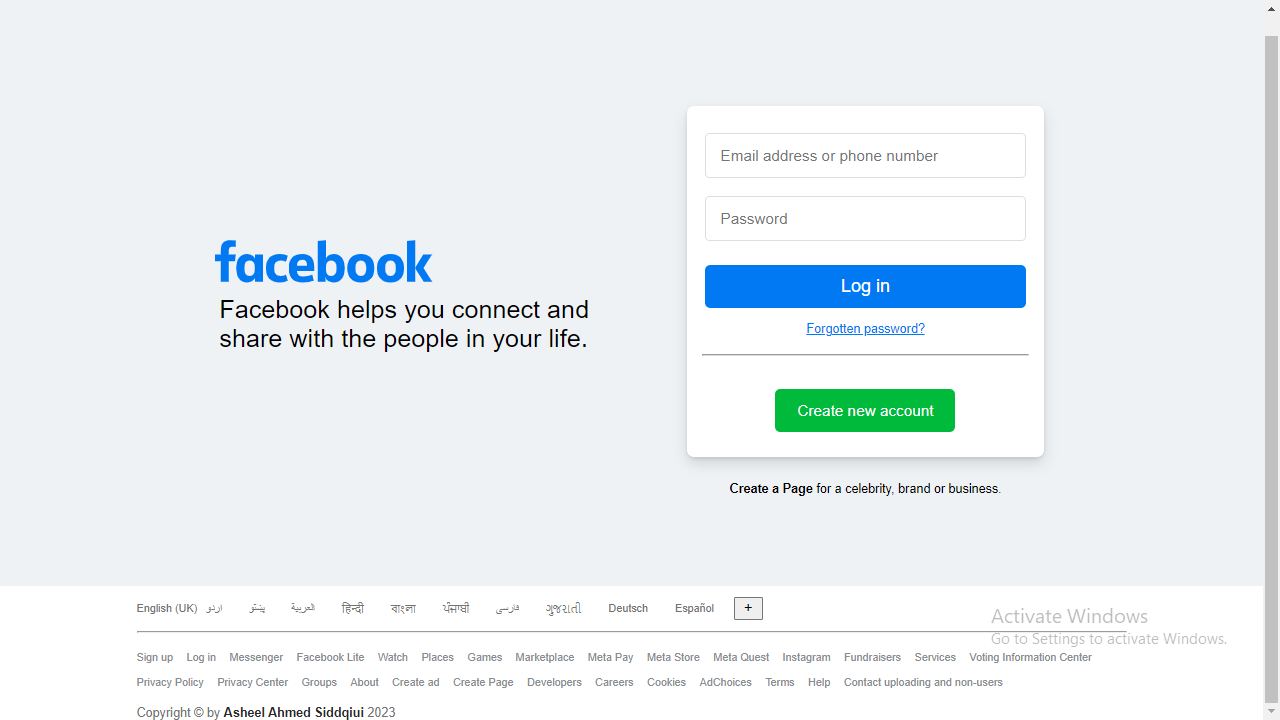 facebook
Facebook helps you connect and
share with the people in your life.
Email address or phone number
Password
Log in
Forgotten password?
Create new account
Create a Page for a celebrity, brand or business.
English (UK) اردو پښتو العربية हिन्दी বাংলা ਪੰਜਾਬੀ فارسی ગુજરાતી Deutsch Español +
Activate Windows
Go to Settings to activate Windows.
Sign up Log in Messenger Facebook Lite Watch Places Games Marketplace Meta Pay Meta Store Meta Quest Instagram Fundraisers Services Voting Information Center
Privacy Policy Privacy Center Groups About Create ad Create Page Developers Careers Cookies AdChoices Terms Help Contact uploading and non-users
Copyright © by Asheel Ahmed Siddqiui 2023